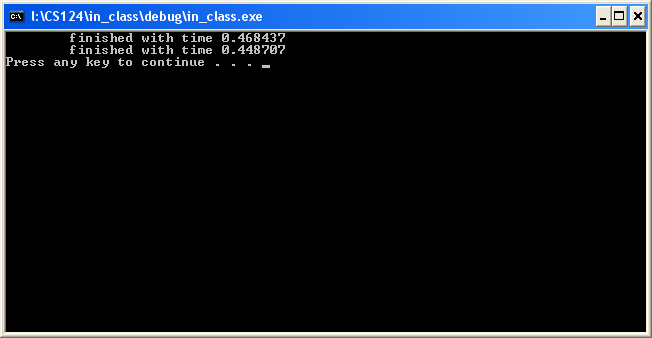 I:\CS124\in_class\debug\in_class.exe
finished with time 0.468437
finished with time 0.448707
Press any key to continue . . . _